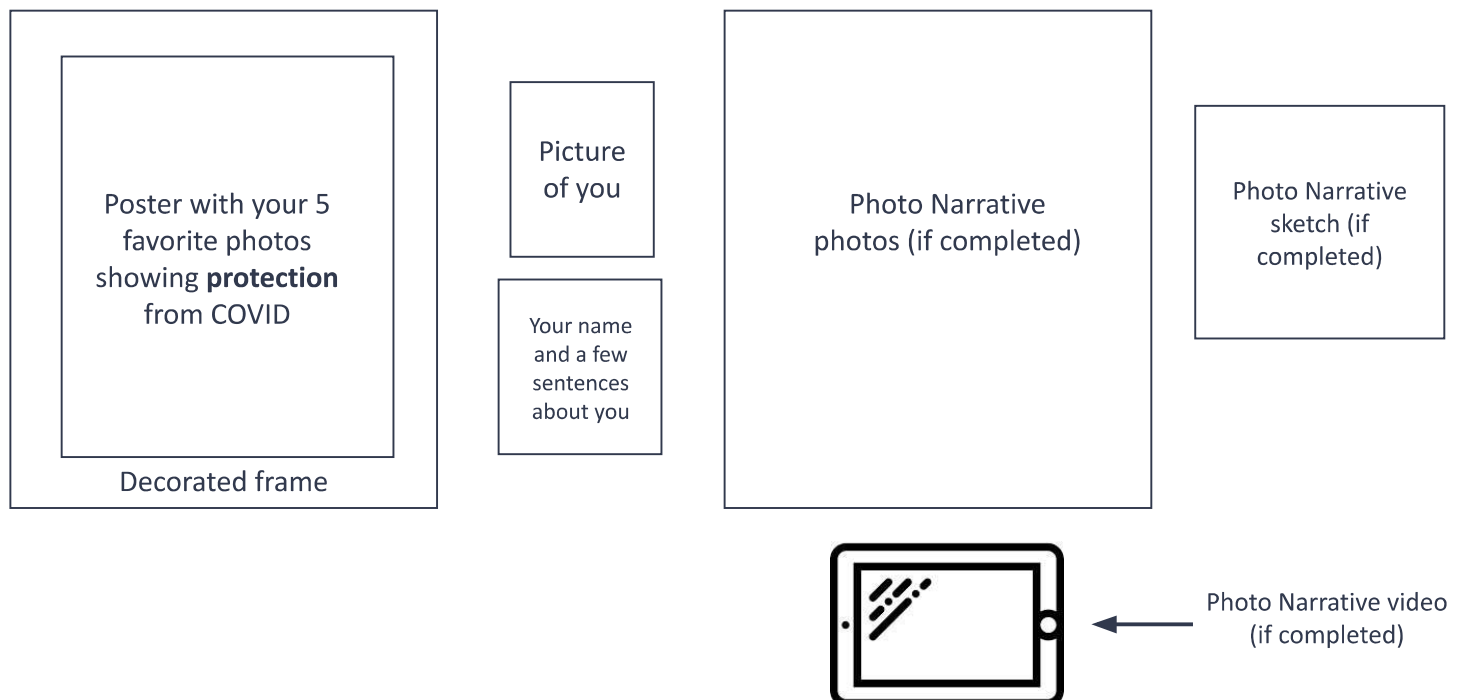 Poster with your 5
favorite photos
showing protection
from COVID
Decorated frame
Picture
of you
Your name
and a few
sentences
about you
Photo Narrative
photos (if completed)
Photo Narrative
sketch (if
completed)
Photo Narrative video
(if completed)